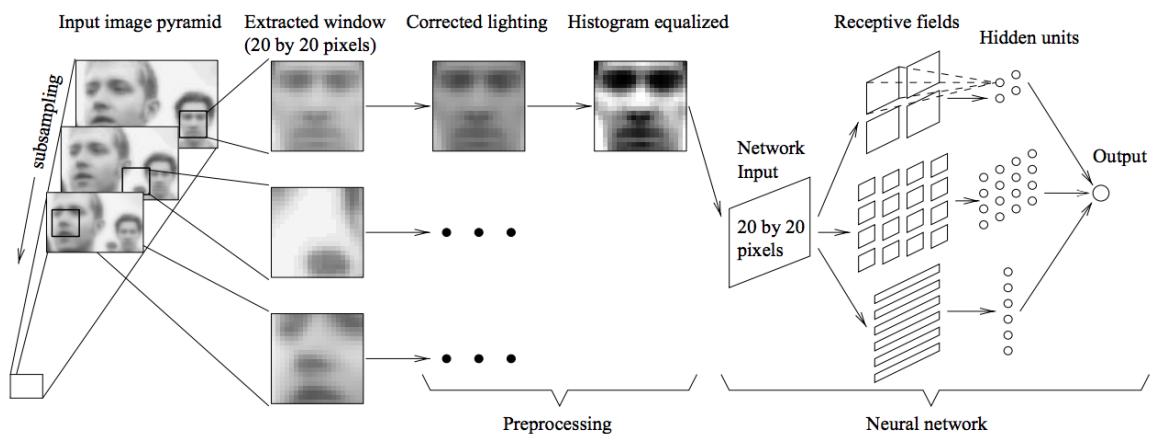 Input image pyramid
Extracted window
(20 by 20 pixels)
Corrected lighting
Histogram equalized
Receptive fields
Hidden units
subsampling
Network
Input
Output
20 by 20
pixels
Preprocessing
Neural network